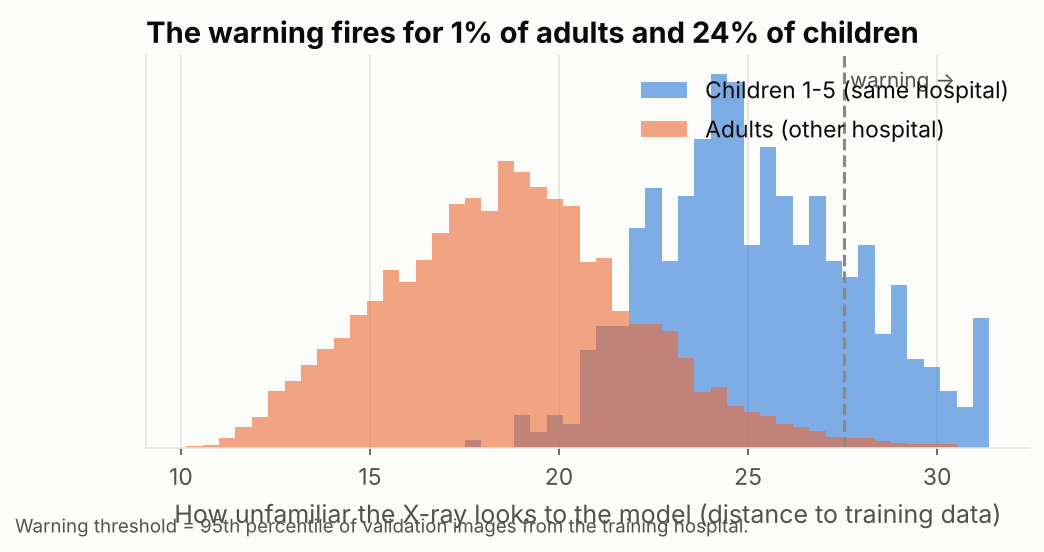 The warning fires for 1% of adults and 24% of children
warning →
Children 1-5 (same hospital)
Adults (other hospital)
10 15 20 25 30
How unfamiliar the X-ray looks to the model (distance to training data)
Warning threshold = 95th percentile of validation images from the training hospital.